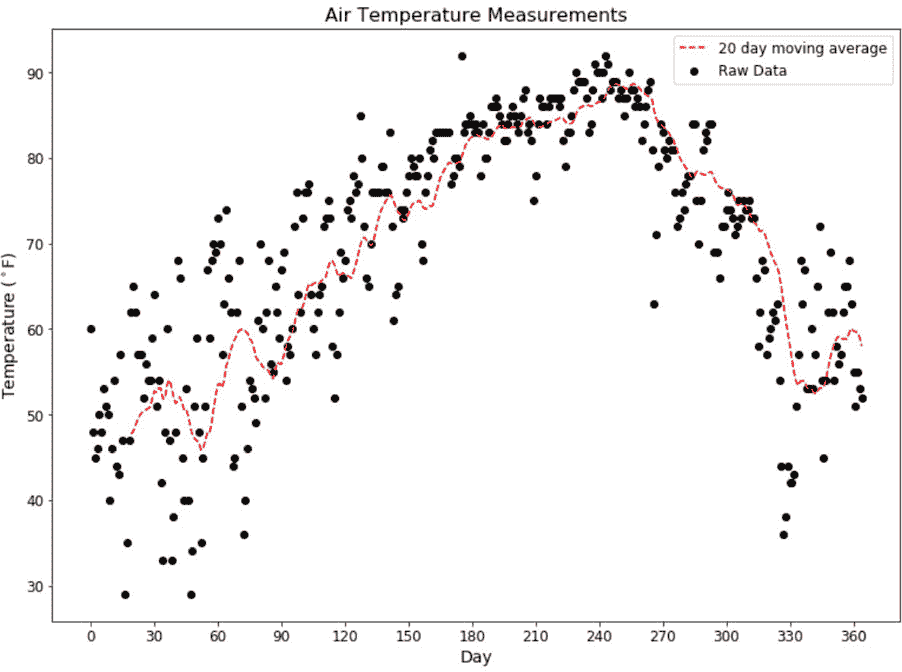 Air Temperature Measurements
20 day moving average
Raw Data
Temperature (°F)
90
80
70
60
50
40
30
0 30 60 90 120 150 180 210 240 270 300 330 360
Day